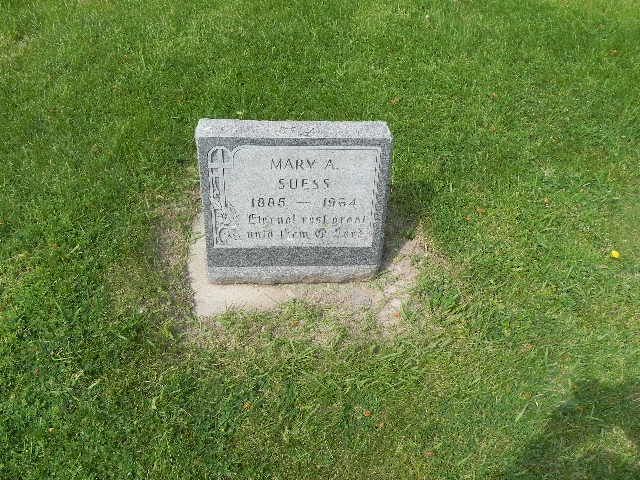 MARY A.
SUESS
1885 — 1964
Eternal rest grant
unto them O Lord